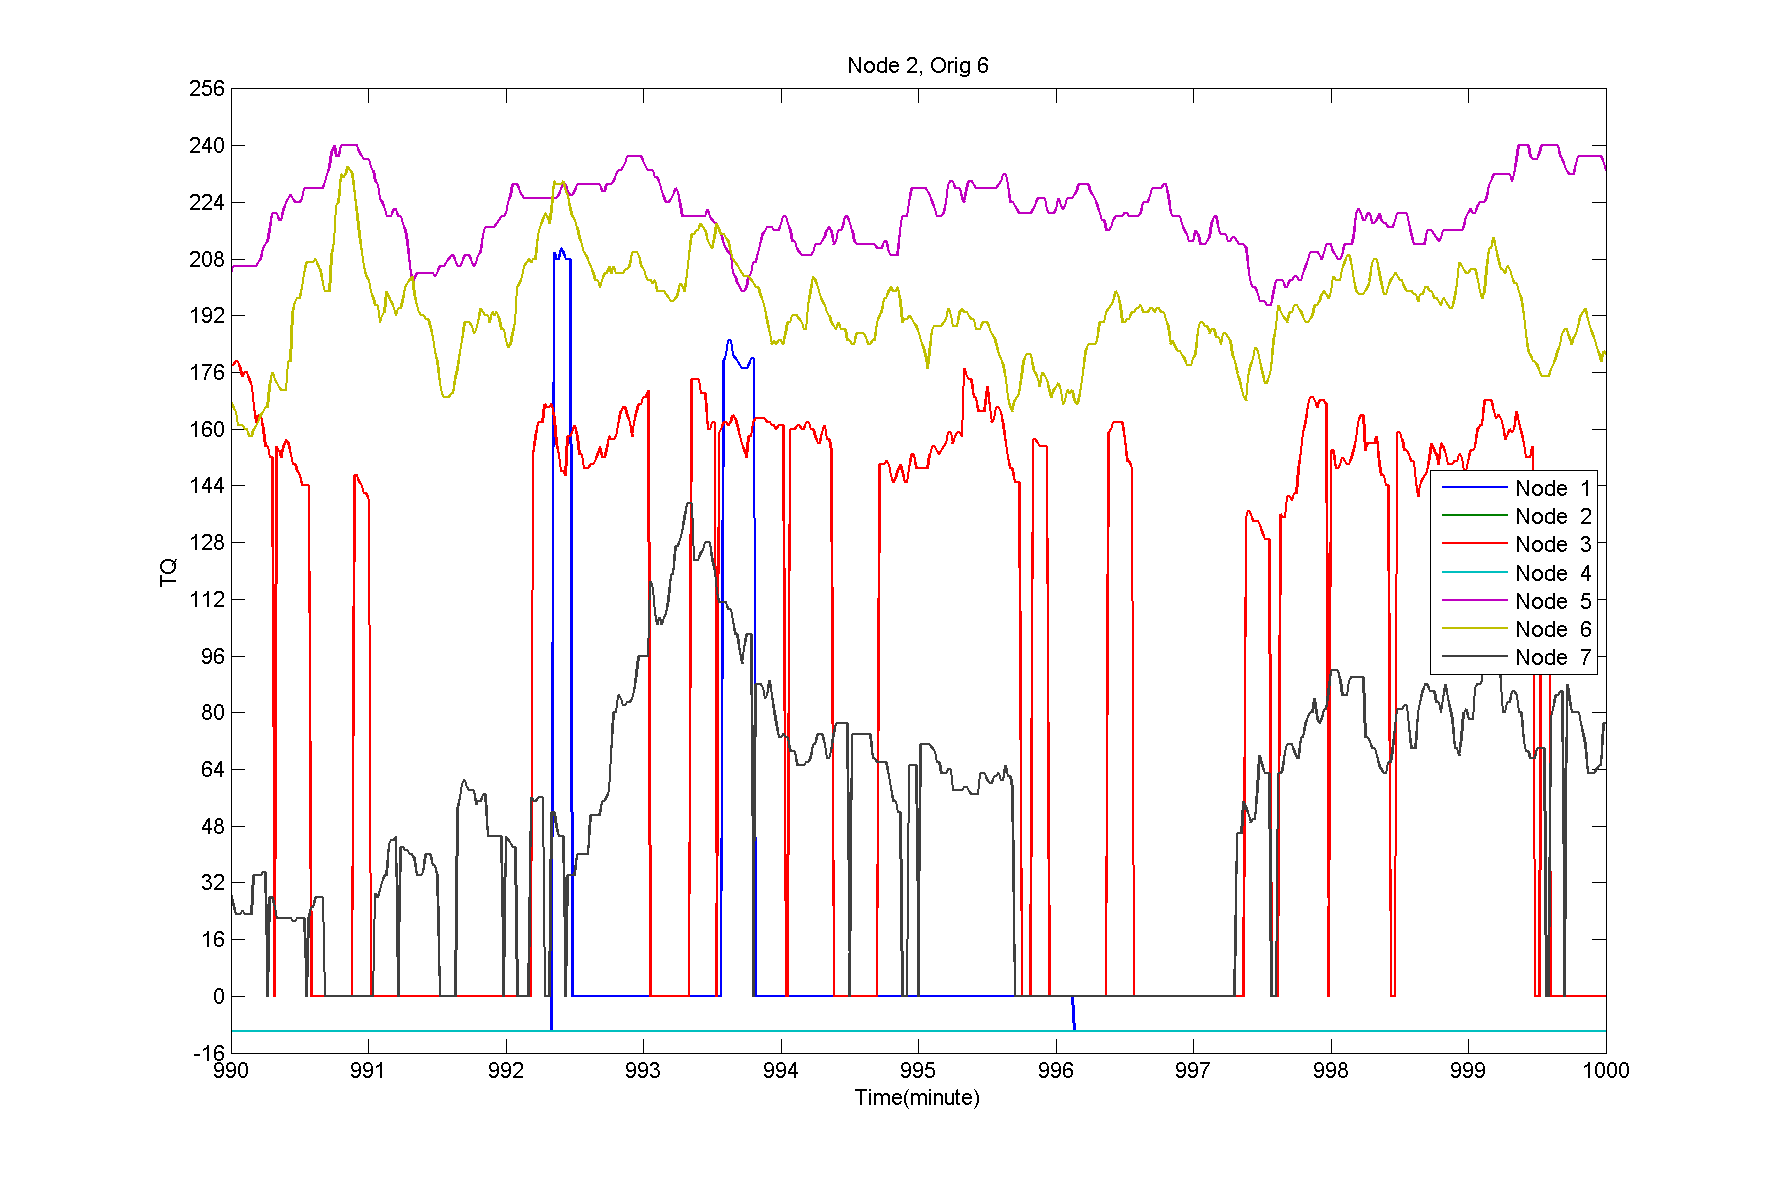 Node 2, Orig 6
256
240
224
208
192
176
160
144
128
112
96
80
64
48
32
16
0
-16
TQ
Node 1
Node 2
Node 3
Node 4
Node 5
Node 6
Node 7
990 991 992 993 994 995 996 997 998 999 1000
Time(minute)